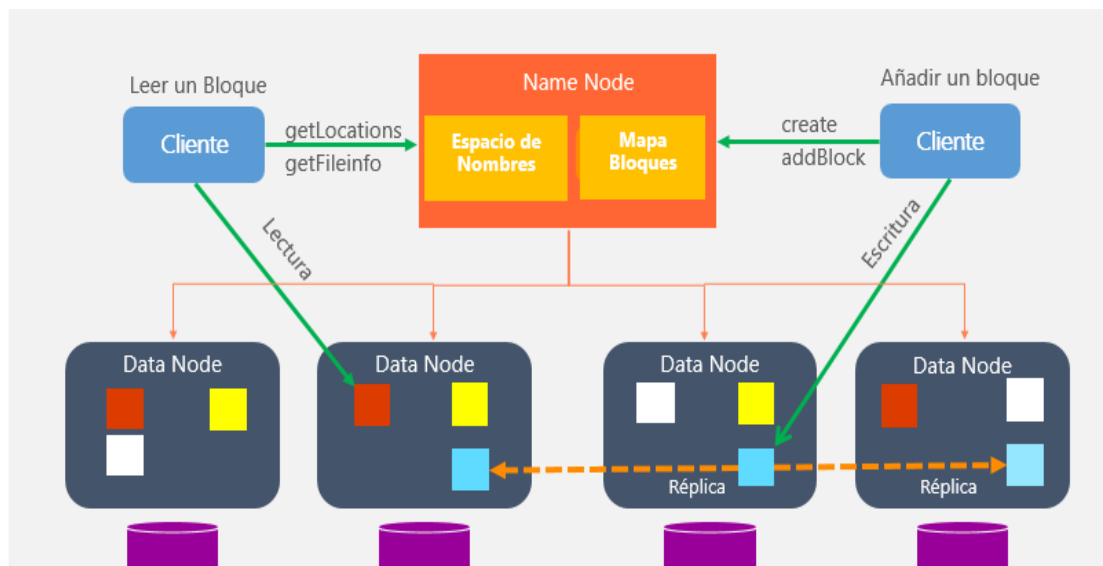 Leer un Bloque
Cliente
getLocations
getFileinfo
Name Node
Espacio de
Nombres
Mapa
Bloques
Añadir un bloque
Cliente
create
addBlock
Lectura
Escritura
Data Node
Data Node
Data Node
Réplica
Data Node
Réplica